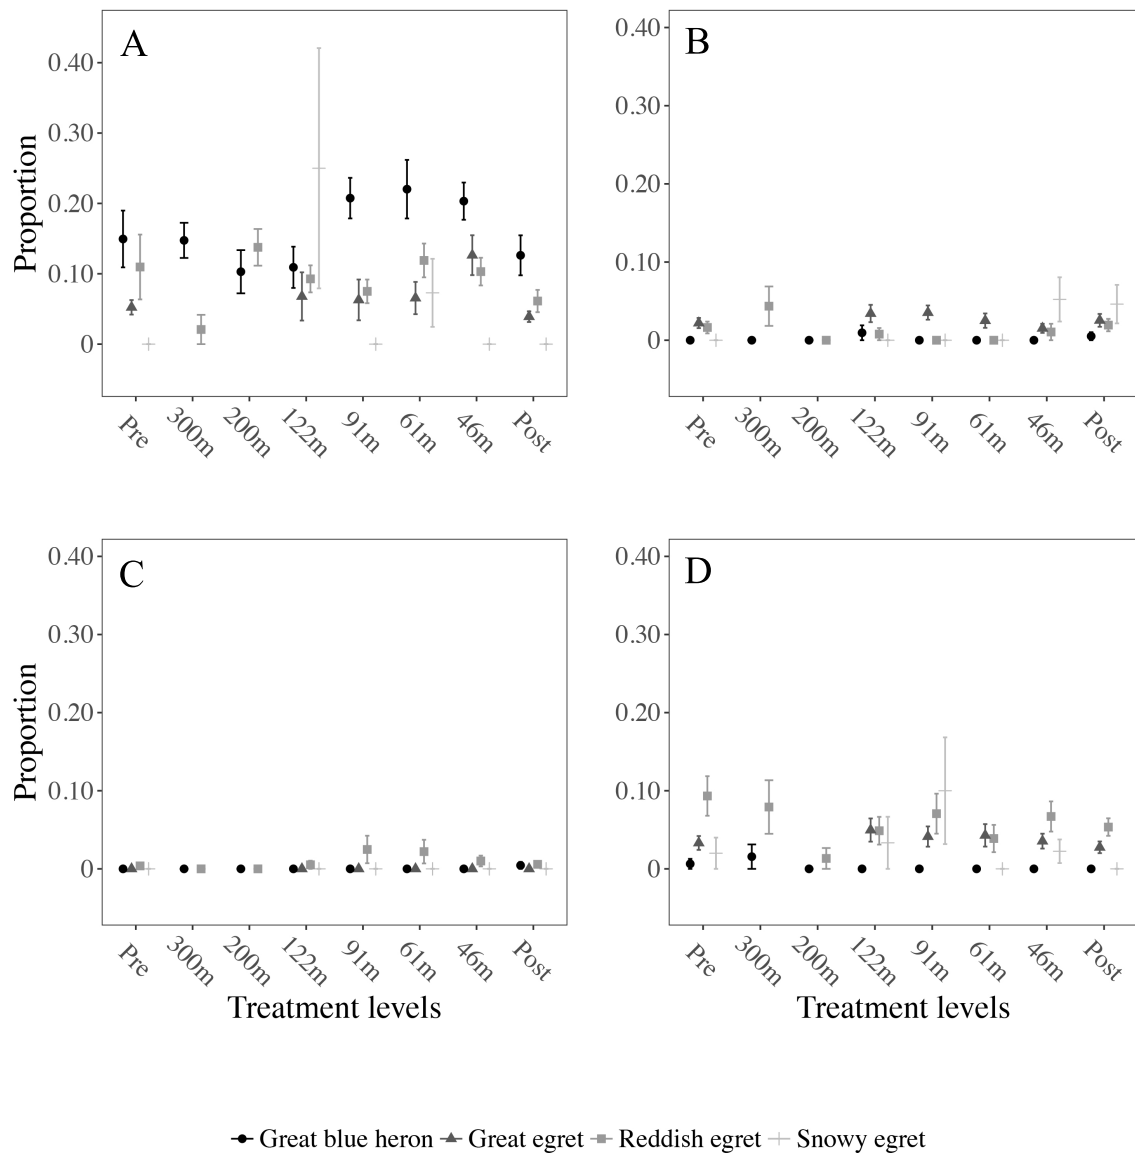 A
B
Proportion
0.40
0.30
0.20
0.10
0
0.40
0.30
0.20
0.10
0
Pre 300m 200m 122m 91m 61m 46m Post
Pre 300m 200m 122m 91m 61m 46m Post
C
D
Proportion
0.40
0.30
0.20
0.10
0
0.40
0.30
0.20
0.10
0
Pre 300m 200m 122m 91m 61m 46m Post
Pre 300m 200m 122m 91m 61m 46m Post
Treatment levels
Treatment levels
Great blue heron Great egret Reddish egret Snowy egret